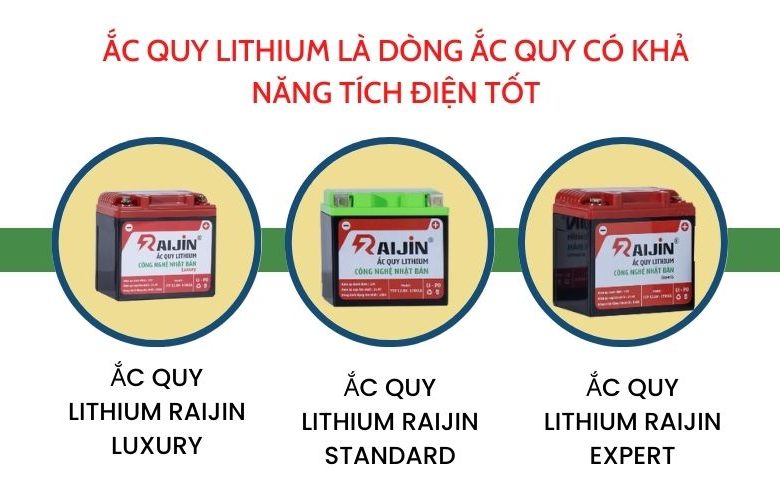 ẮC QUY LITHIUM LÀ DÒNG ẮC QUY CÓ KHẢ
NĂNG TÍCH ĐIỆN TỐT
RAIJIN
ẮC QUY LITHIUM
CÔNG NGHỆ NHẬT BẢN
Luxury
RAIJIN
ẮC QUY LITHIUM
CÔNG NGHỆ NHẬT BẢN
RAIJIN
ẮC QUY LITHIUM
CÔNG NGHỆ NHẬT BẢN
ẮC QUY
LITHIUM RAIJIN
LUXURY
ẮC QUY
LITHIUM RAIJIN
STANDARD
ẮC QUY
LITHIUM RAIJIN
EXPERT